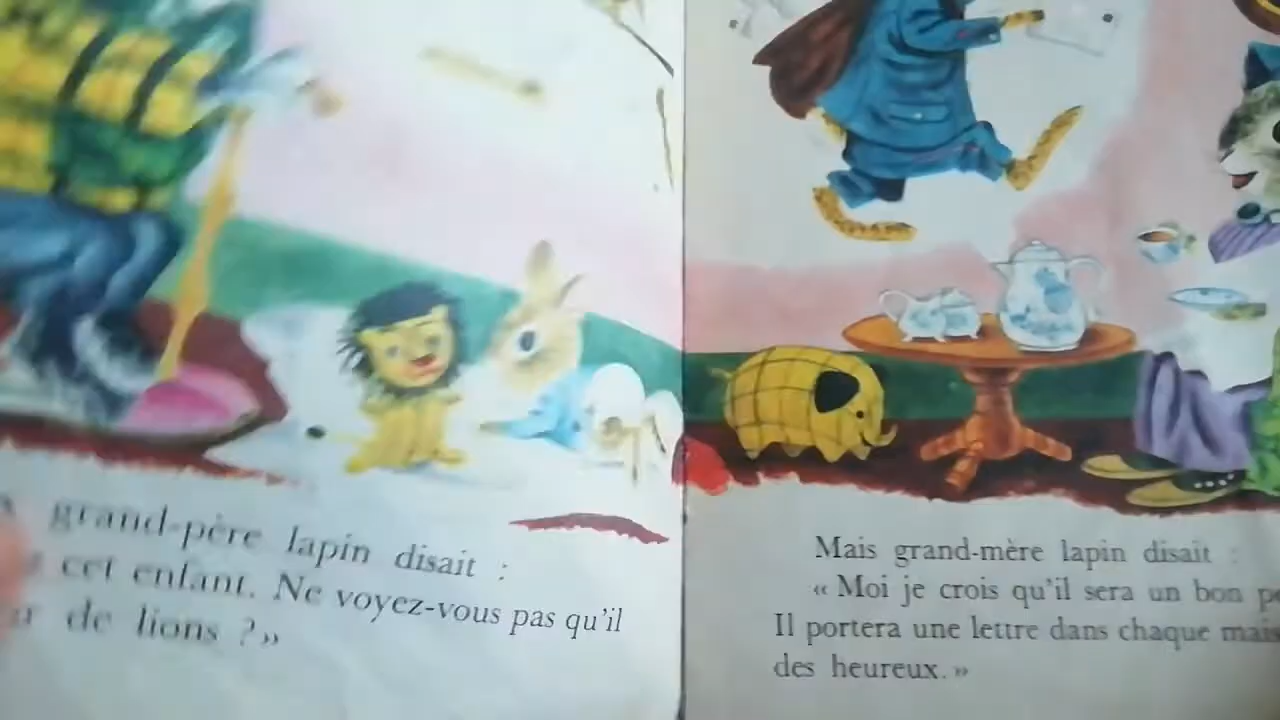 grand-père lapin disait :
cet enfant. Ne voyez-vous pas qu'il
de lions ? »
Mais grand-mère lapin disait :
« Moi je crois qu'il sera un bon
Il portera une lettre dans chaque
des heureux. »